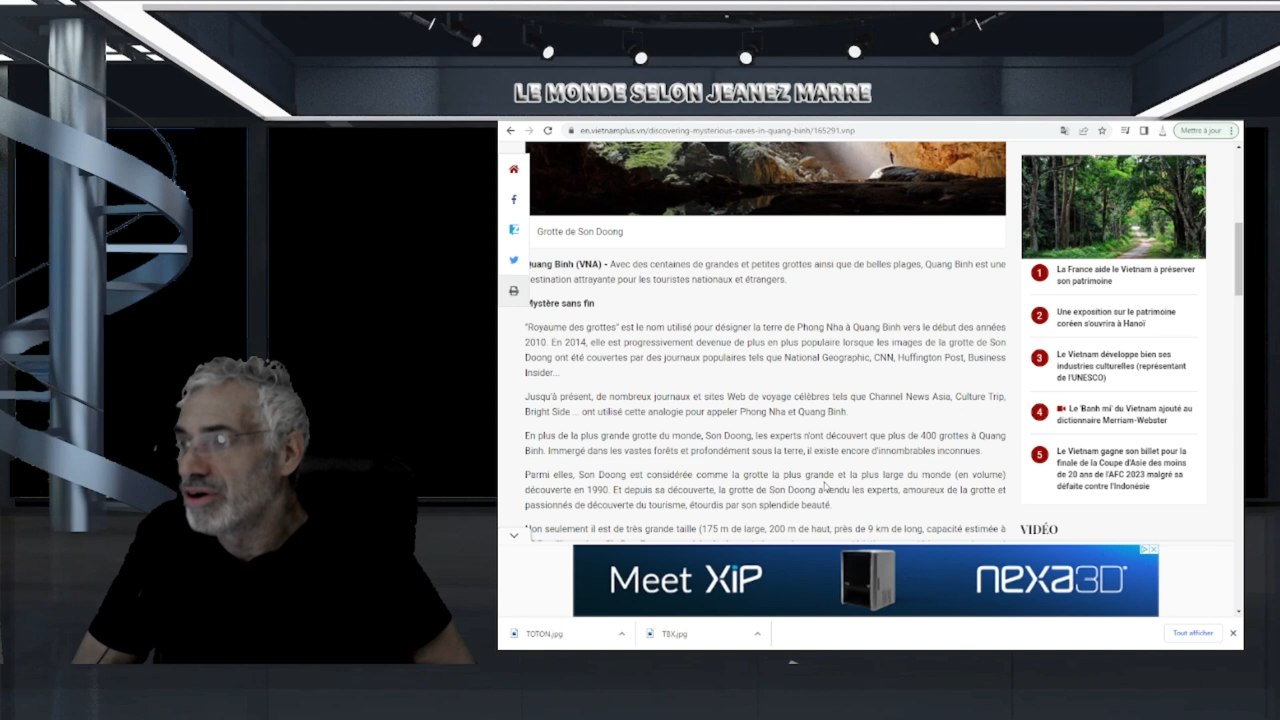 LE MONDE SELON JEANEZ MARRE
en.vietnamplus.vn/discovering-mysterious-caves-in-quang-binh/165291.vnp
Mettre à jour
Grotte de Son Doong
uang Binh (VNA) - Avec des centaines de grandes et petites grottes ainsi que de belles plages, Quang Binh est une
estination attrayante pour les touristes nationaux et étrangers.
Mystère sans fin
"Royaume des grottes" est le nom utilisé pour désigner la terre de Phong Nha à Quang Binh vers le début des années
2010. En 2014, elle est progressivement devenue de plus en plus populaire lorsque les images de la grotte de Son
Doong ont été couvertes par des journaux populaires tels que National Geographic, CNN, Huffington Post, Business
Insider...
Jusqu'à présent, de nombreux journaux et sites Web de voyage célèbres tels que Channel News Asia, Culture Trip,
Bright Side ... ont utilisé cette analogie pour appeler Phong Nha et Quang Binh.
En plus de la plus grande grotte du monde, Son Doong, les experts n'ont découvert que plus de 400 grottes à Quang
Binh. Immergé dans les vastes forêts et profondément sous la terre, il existe encore d'innombrables inconnues.
Parmi elles, Son Doong est considérée comme la grotte la plus grande et la plus large du monde (en volume)
découverte en 1990. Et depuis sa découverte, la grotte de Son Doong a rendu les experts, amoureux de la grotte et
passionnés de découverte du tourisme, étourdis par son splendide beauté.
Non seulement il est de très grande taille (175 m de large, 200 m de haut, près de 9 km de long, capacité estimée à
1 La France aide le Vietnam à préserver
son patrimoine
2 Une exposition sur le patrimoine
coréen s'ouvrira à Hanoï
3 Le Vietnam développe bien ses
industries culturelles (représentant
de l'UNESCO)
4 Le 'Banh mi' du Vietnam ajouté au
dictionnaire Merriam-Webster
5 Le Vietnam gagne son billet pour la
finale de la Coupe d'Asie des moins
de 20 ans de l'AFC 2023 malgré sa
défaite contre l'Indonésie
VIDÉO
Meet XiP nexa3D
TOTON.jpg
TBX.jpg
Tout afficher